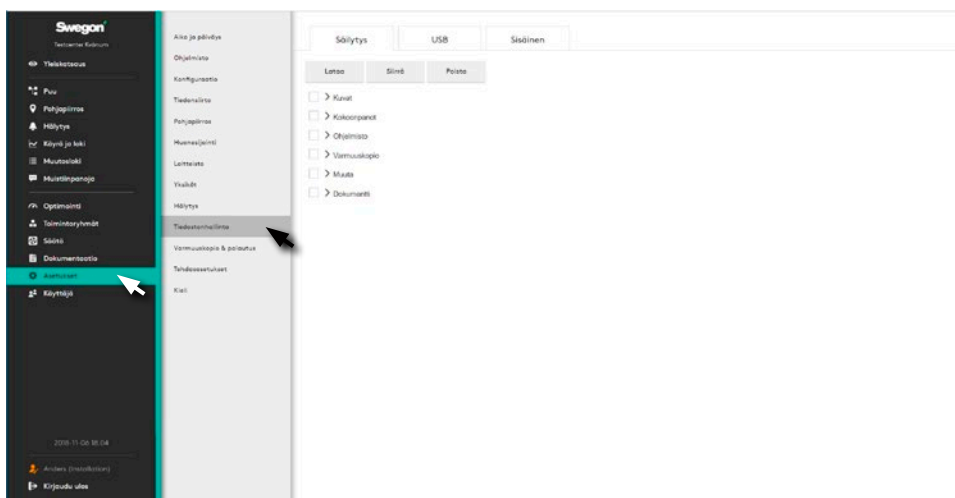 Swegon
Testcenter Kvänum
Yleiskatsaus
Puu
Pohjapiirros
Hälytys
Käyrä ja loki
Muutosloki
Muistiinpanoja
Optimointi
Toimintoryhmät
Säätö
Dokumentaatio
Asetukset
Käyttäjä
2018-11-06 18:04
Anders (Installation)
Kirjaudu ulos
Aika ja päiväys
Ohjelmisto
Konfiguraatio
Tiedonsiirto
Pohjapiirros
Huonesijainti
Laitteisto
Yksiköt
Hälytys
Tiedostonhallinta
Varmuuskopio & palautus
Tehdasasetukset
Kieli
Säilytys USB Sisäinen
Lataa Siirrä Poista
Kuvat
Kokoonpanot
Ohjelmisto
Varmuuskopio
Muuta
Dokumentti